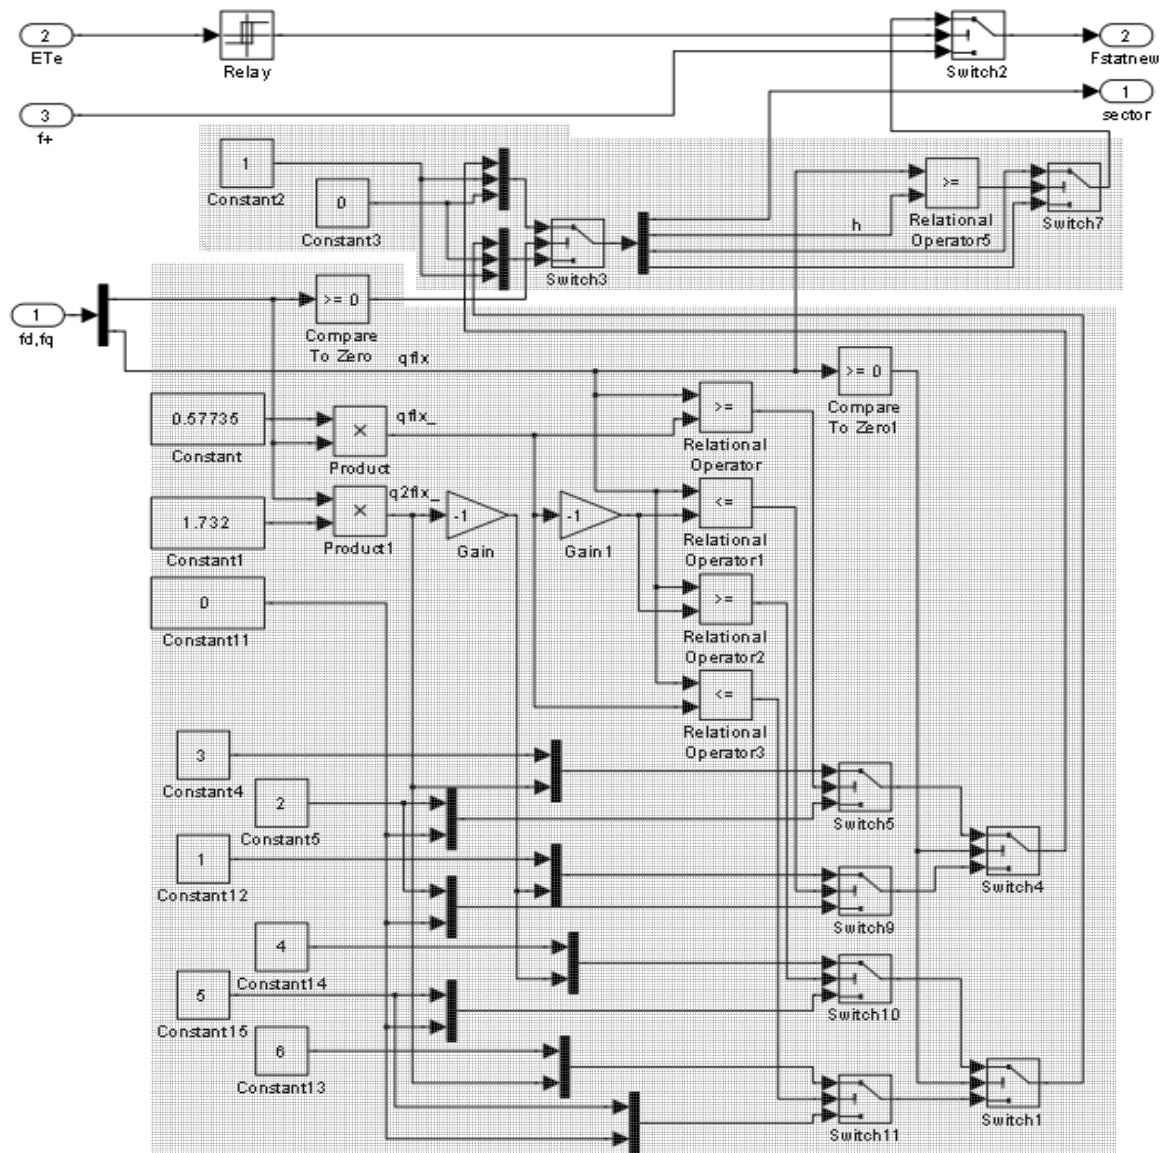 2
ETe
Relay
Switch2
2
Fstatnew
1
sector
3
f+
1
Constant2
0
Constant3
Switch3
h
>=
Relational
Operator5
Switch7
1
fd,fq
>= 0
Compare
To Zero
qflx
>= 0
Compare
To Zero1
0.57735
Constant
×
Product
qflx_
>=
Relational
Operator
1.732
Constant1
×
Product1
q2flx_
-1
Gain
-1
Gain1
<=
Relational
Operator1
0
Constant11
>=
Relational
Operator2
<=
Relational
Operator3
3
Constant4
2
Constant5
Switch5
1
Constant12
Switch4
Switch9
4
Constant14
5
Constant15
Switch10
6
Constant13
Switch11
Switch1